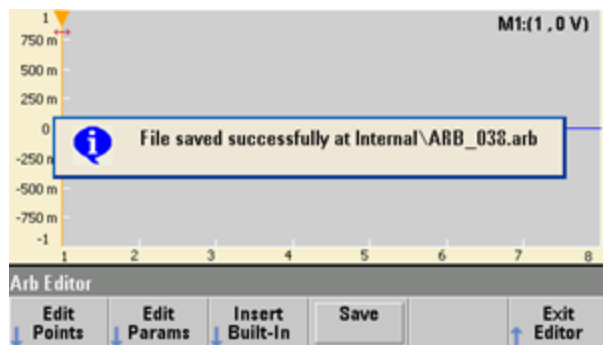 1
M1:(1 , 0 V)
750 m
500 m
250 m
0
File saved successfully at Internal\ARB_038.arb
-250 m
-500 m
-750 m
-1
1 2 3 4 5 6 7 8
Arb Editor
Edit Points
Edit Params
Insert Built-In
Save
Exit Editor